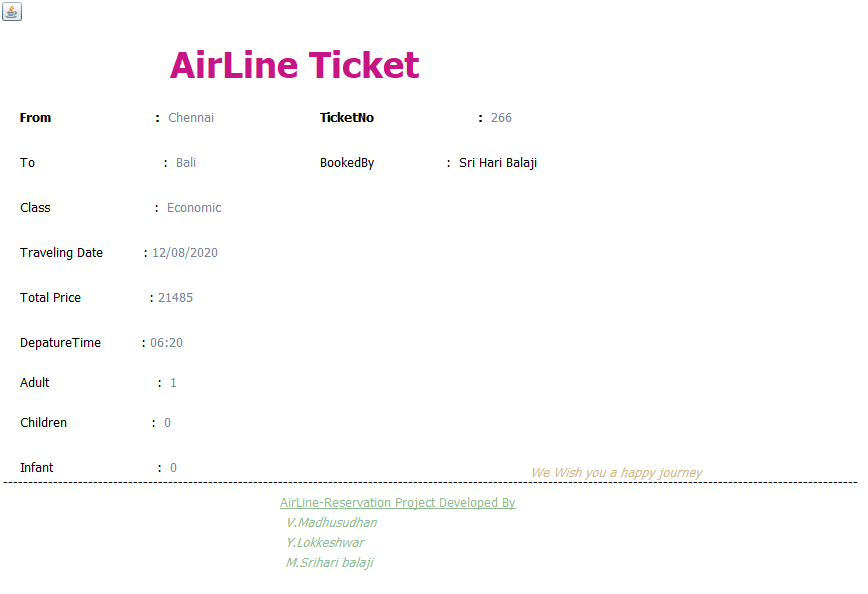 AirLine Ticket
From : Chennai TicketNo : 266
To : Bali BookedBy : Sri Hari Balaji
Class : Economic
Traveling Date : 12/08/2020
Total Price : 21485
DepatureTime : 06:20
Adult : 1
Children : 0
Infant : 0
We Wish you a happy journey
AirLine-Reservation Project Developed By
V.Madhusudhan
Y.Lokkeshwar
M.Srihari balaji